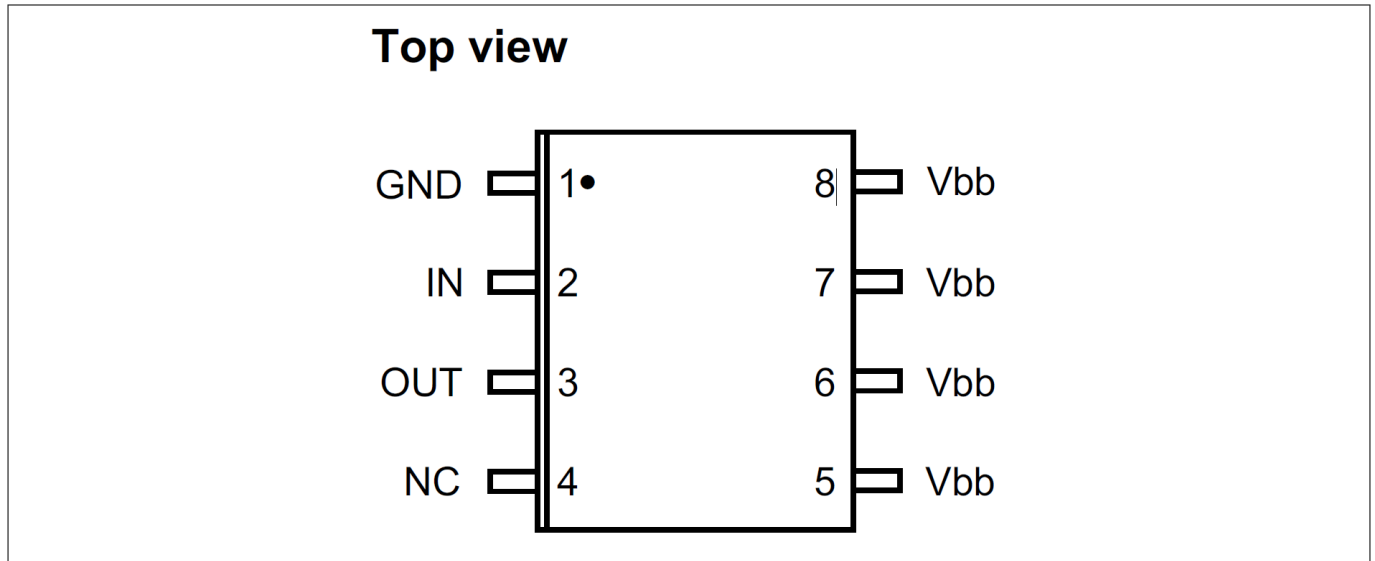 Top view
GND 1 8 Vbb
IN 2 7 Vbb
OUT 3 6 Vbb
NC 4 5 Vbb